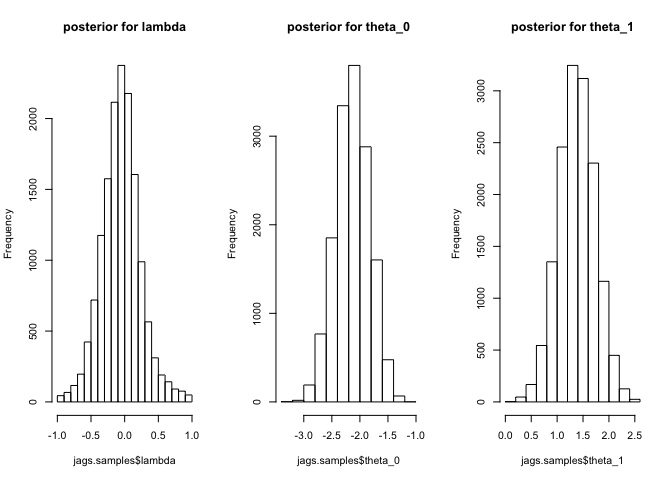 posterior for lambda
Frequency
0
500
1000
1500
2000
-1.0 -0.5 0.0 0.5 1.0
jags.samples$lambda
posterior for theta_0
Frequency
0
1000
2000
3000
-3.0 -2.5 -2.0 -1.5 -1.0
jags.samples$theta_0
posterior for theta_1
Frequency
0
500
1000
1500
2000
2500
3000
0.0 0.5 1.0 1.5 2.0 2.5
jags.samples$theta_1